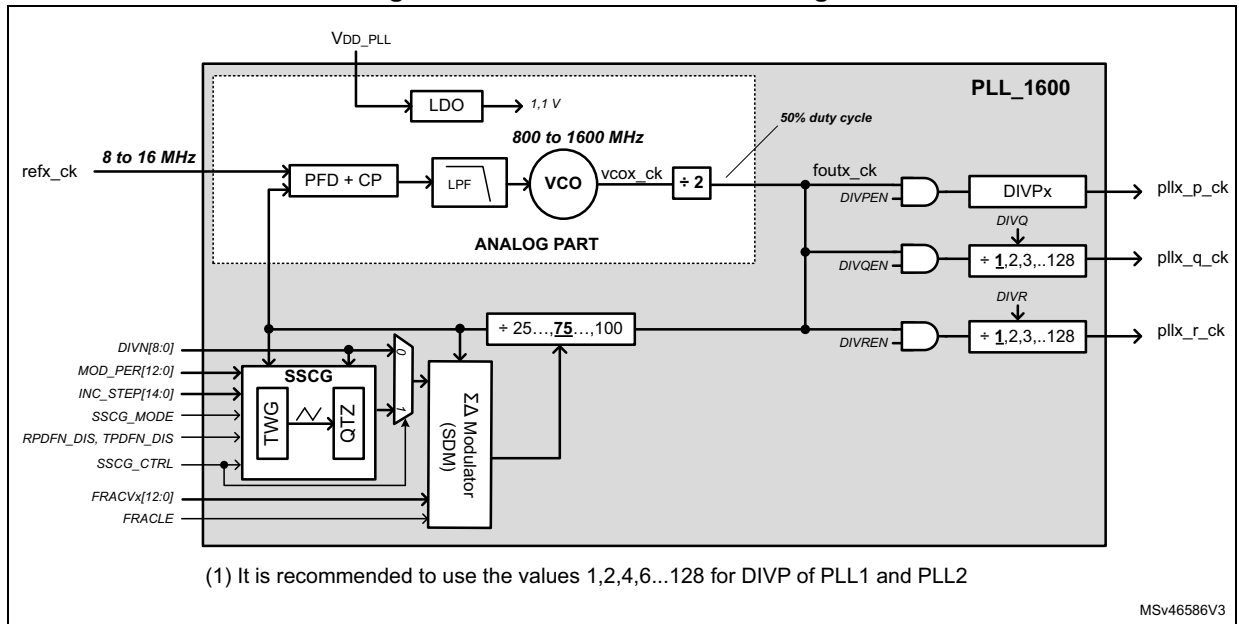 VDD_PLL
PLL_1600
LDO
1,1 V
50% duty cycle
800 to 1600 MHz
8 to 16 MHz
refx_ck
PFD + CP
LPF
VCO
vcox_ck
÷ 2
foutx_ck
DIVPEN
DIVPx
pllx_p_ck
ANALOG PART
DIVQ
DIVQEN
÷ 1,2,3,..128
pllx_q_ck
DIVR
÷ 25...,75...,100
DIVREN
÷ 1,2,3,..128
pllx_r_ck
DIVN[8:0]
MOD_PER[12:0]
INC_STEP[14:0]
SSCG_MODE
RPDFN_DIS, TPDFN_DIS
SSCG_CTRL
FRACVx[12:0]
FRACLE
SSCG
TWG
QTZ
0
1
ΣΔ Modulator
(SDM)
(1) It is recommended to use the values 1,2,4,6...128 for DIVP of PLL1 and PLL2
MSv46586V3